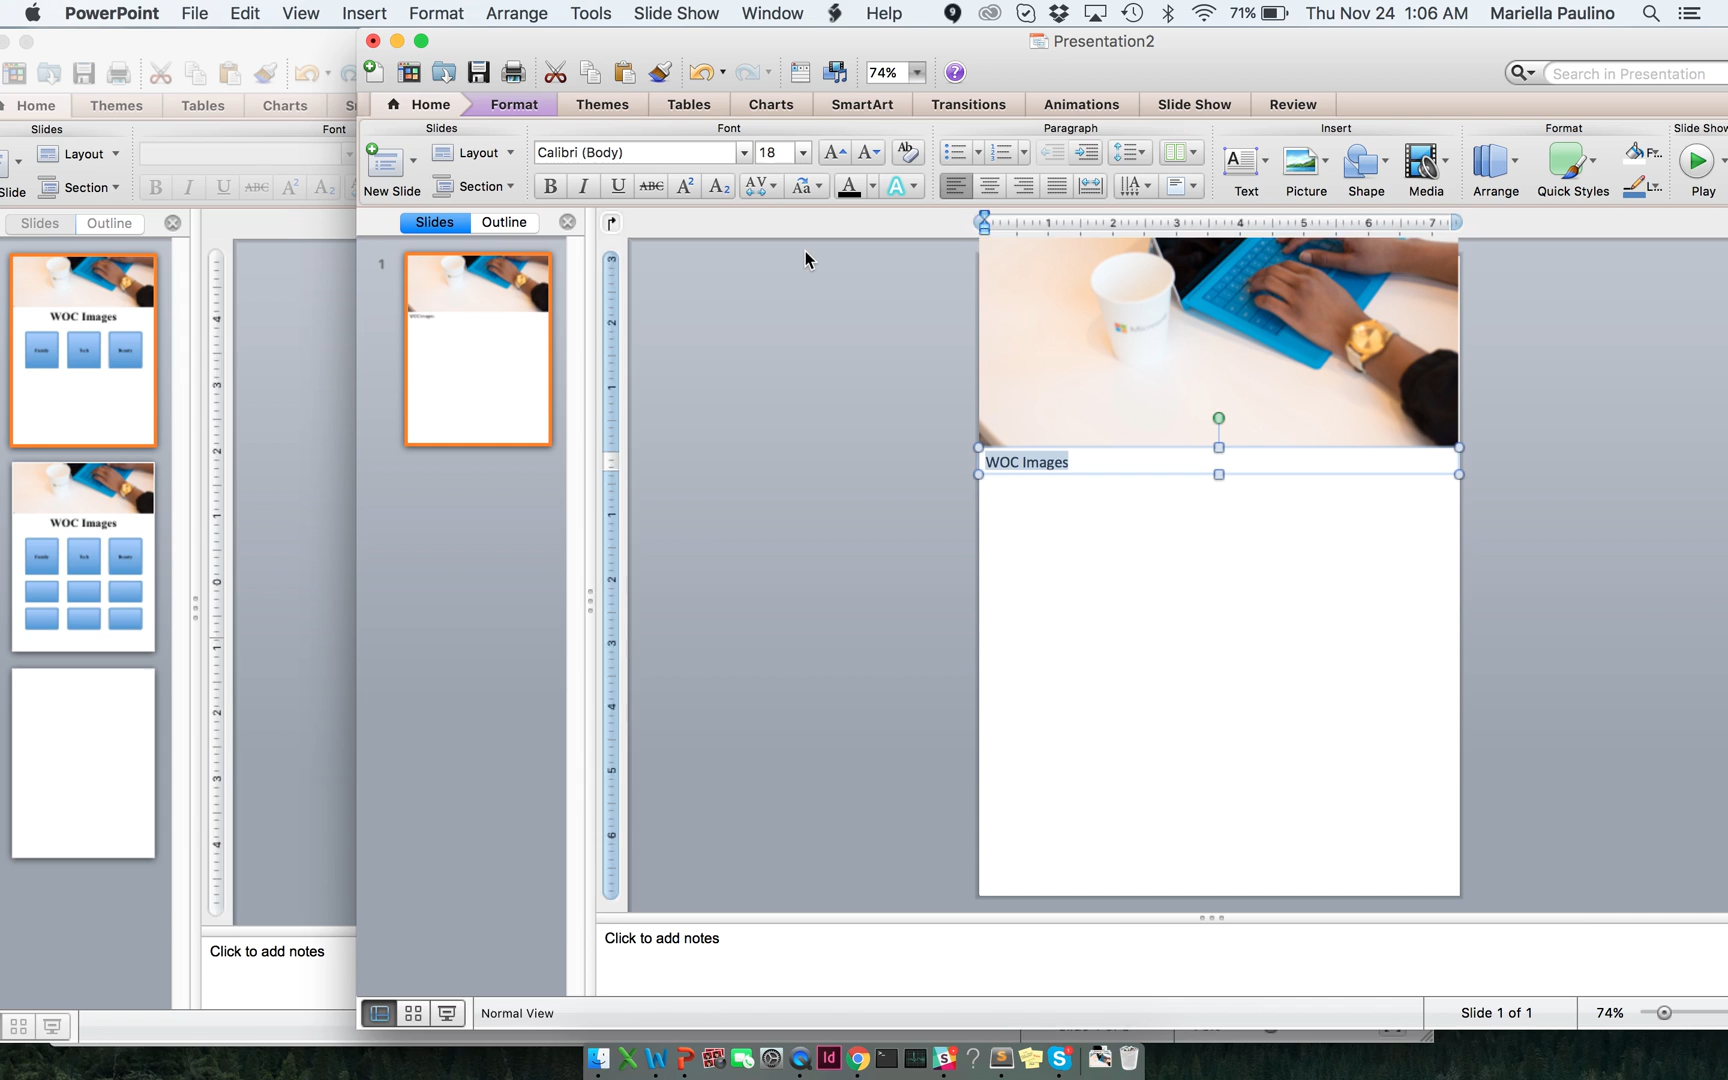 PowerPoint File Edit View Insert Format Arrange Tools Slide Show Window Help 71% Thu Nov 24 1:06 AM Mariella Paulino
Presentation2
74% Search in Presentation
Home Themes Tables Charts
Home Format Themes Tables Charts SmartArt Transitions Animations Slide Show Review
Slides Font
Slides Font Paragraph Insert Format Slide Show
Layout
Section
Slide
Layout Calibri (Body) 18
New Slide Section Text Picture Shape Media Arrange Quick Styles Play
Slides Outline
Slides Outline
1
WOC Images
Tech
WOC Images
Tech
WOC Images
WOC Images
Click to add notes
Click to add notes
Normal View Slide 1 of 1 74%